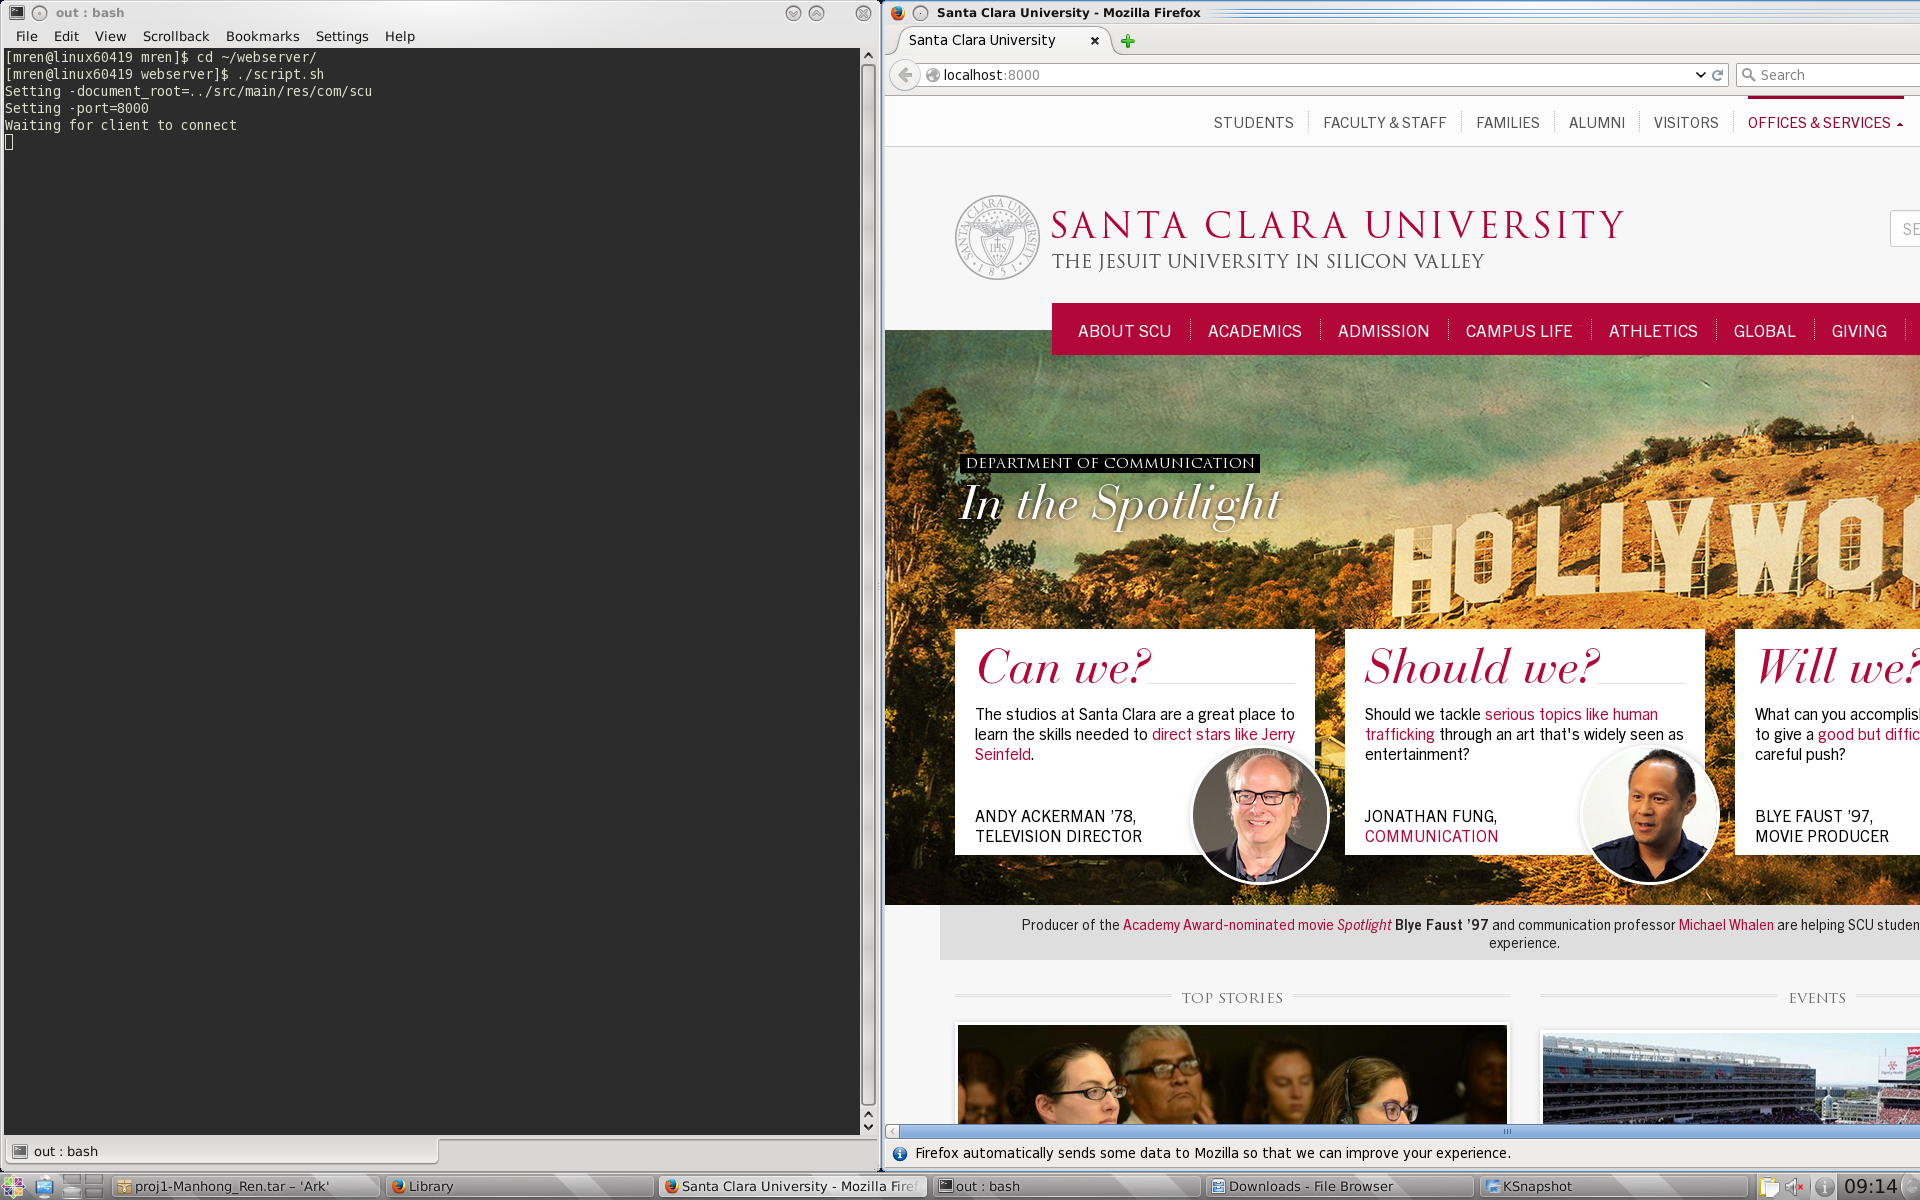 out : bash
File Edit View Scrollback Bookmarks Settings Help
[mren@linux60419 mren]$ cd ~/webserver/
[mren@linux60419 webserver]$ ./script.sh
Setting -document_root=../src/main/res/com/scu
Setting -port=8000
Waiting for client to connect
out : bash
Santa Clara University - Mozilla Firefox
Santa Clara University
localhost:8000
Search
STUDENTS FACULTY & STAFF FAMILIES ALUMNI VISITORS OFFICES & SERVICES
SANTA CLARA UNIVERSITY
1851
IHS
SANTA CLARA UNIVERSITY
THE JESUIT UNIVERSITY IN SILICON VALLEY
SE
ABOUT SCU ACADEMICS ADMISSION CAMPUS LIFE ATHLETICS GLOBAL GIVING
DEPARTMENT OF COMMUNICATION
In the Spotlight
HOLLYWOO
Can we?
The studios at Santa Clara are a great place to
learn the skills needed to direct stars like Jerry
Seinfeld.
ANDY ACKERMAN ’78,
TELEVISION DIRECTOR
Should we?
Should we tackle serious topics like human
trafficking through an art that's widely seen as
entertainment?
JONATHAN FUNG,
COMMUNICATION
Will we?
What can you accomplis
to give a good but diffic
careful push?
BLYE FAUST ’97,
MOVIE PRODUCER
Producer of the Academy Award-nominated movie Spotlight Blye Faust ’97 and communication professor Michael Whalen are helping SCU studen
experience.
TOP STORIES
EVENTS
Firefox automatically sends some data to Mozilla so that we can improve your experience.
proj1-Manhong_Ren.tar – 'Ark' Library Santa Clara University - Mozilla Firef out : bash Downloads - File Browser KSnapshot 09:14